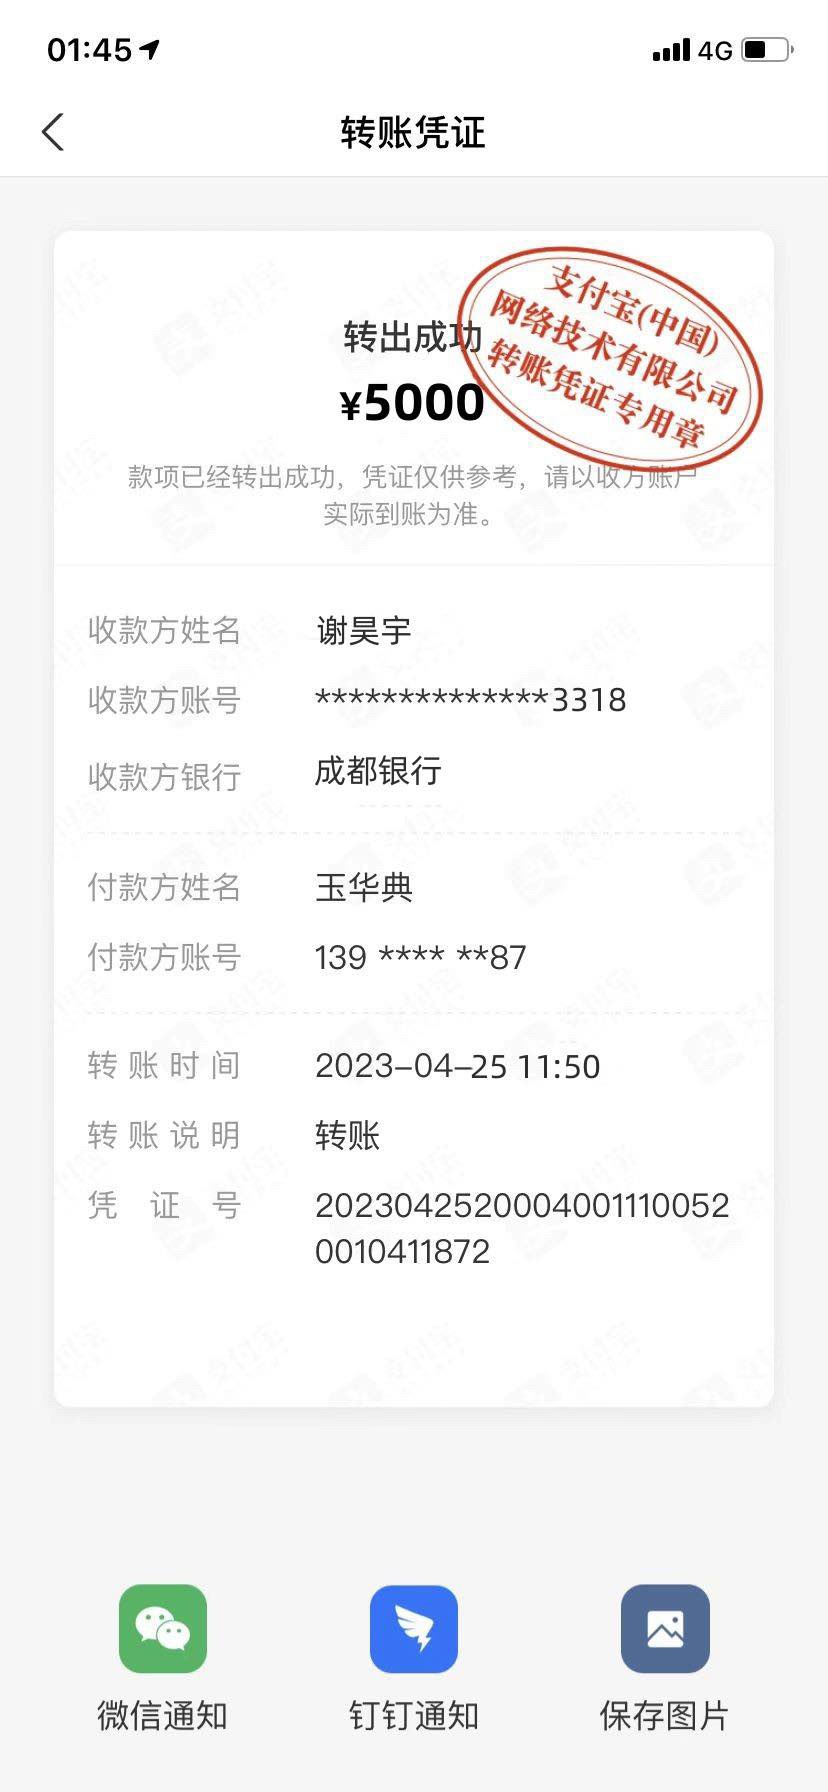 01:45
4G
转账凭证
支付宝(中国)
网络技术有限公司
转账凭证专用章
转出成功
¥5000
款项已经转出成功，凭证仅供参考，请以收方账户
实际到账为准。
收款方姓名 谢昊宇
收款方账号 **************3318
收款方银行 成都银行
付款方姓名 玉华典
付款方账号 139 **** **87
转账时间 2023-04-25 11:50
转账说明 转账
凭证号 2023042520004001110052
0010411872
微信通知 钉钉通知 保存图片